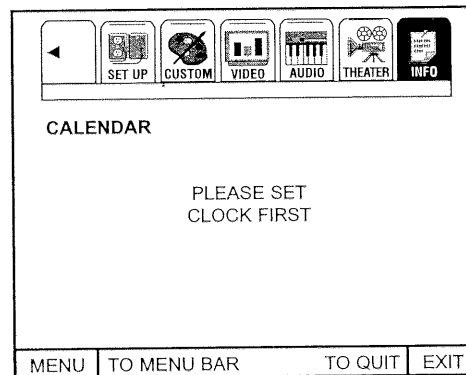 SET UP CUSTOM VIDEO AUDIO THEATER INFO
CALENDAR
PLEASE SET
CLOCK FIRST
MENU TO MENU BAR TO QUIT EXIT